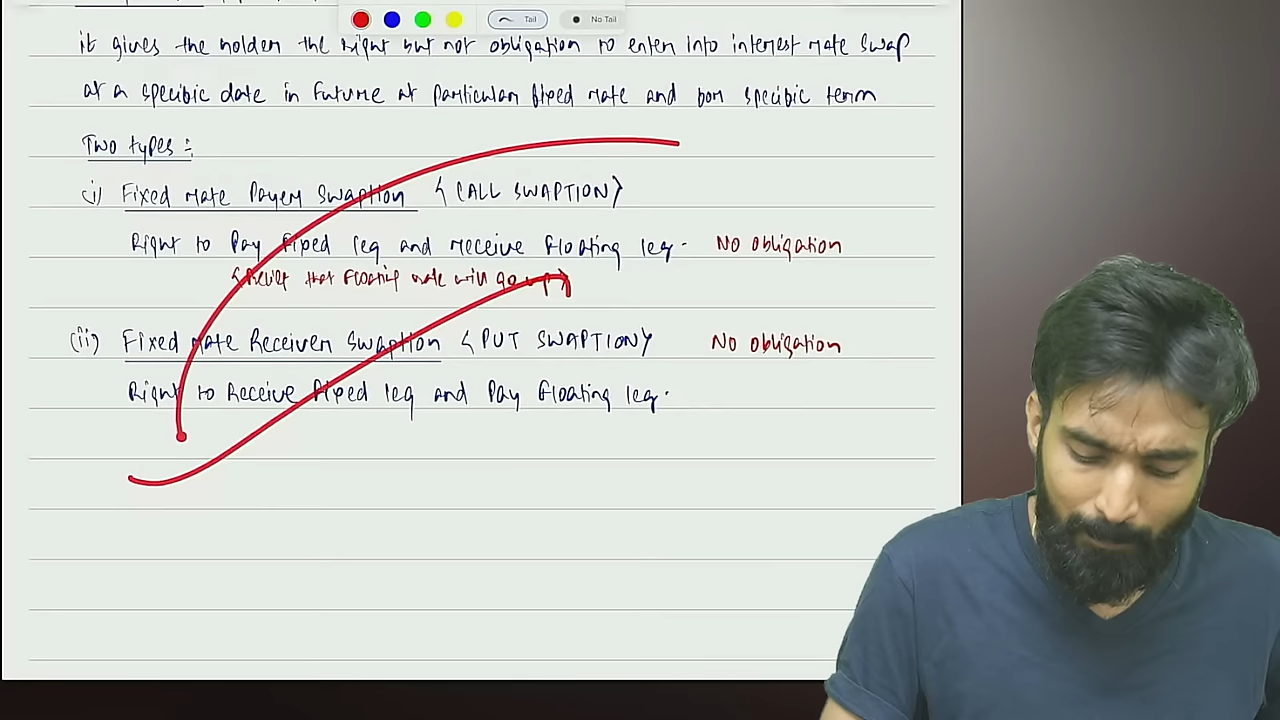 Tail No Tail
it gives the holder the right but not obligation to enter into interest rate swap
at a specific date in future at particular fixed rate and for specific term
Two types :
i) Fixed rate Payer Swaption {CALL SWAPTION}
Right to Pay fixed leg and receive floating leg. No obligation
{Belief that floating rate will go up}
(ii) Fixed rate Receiver Swaption {PUT SWAPTION} No obligation
Right to Receive fixed leg and Pay floating leg.